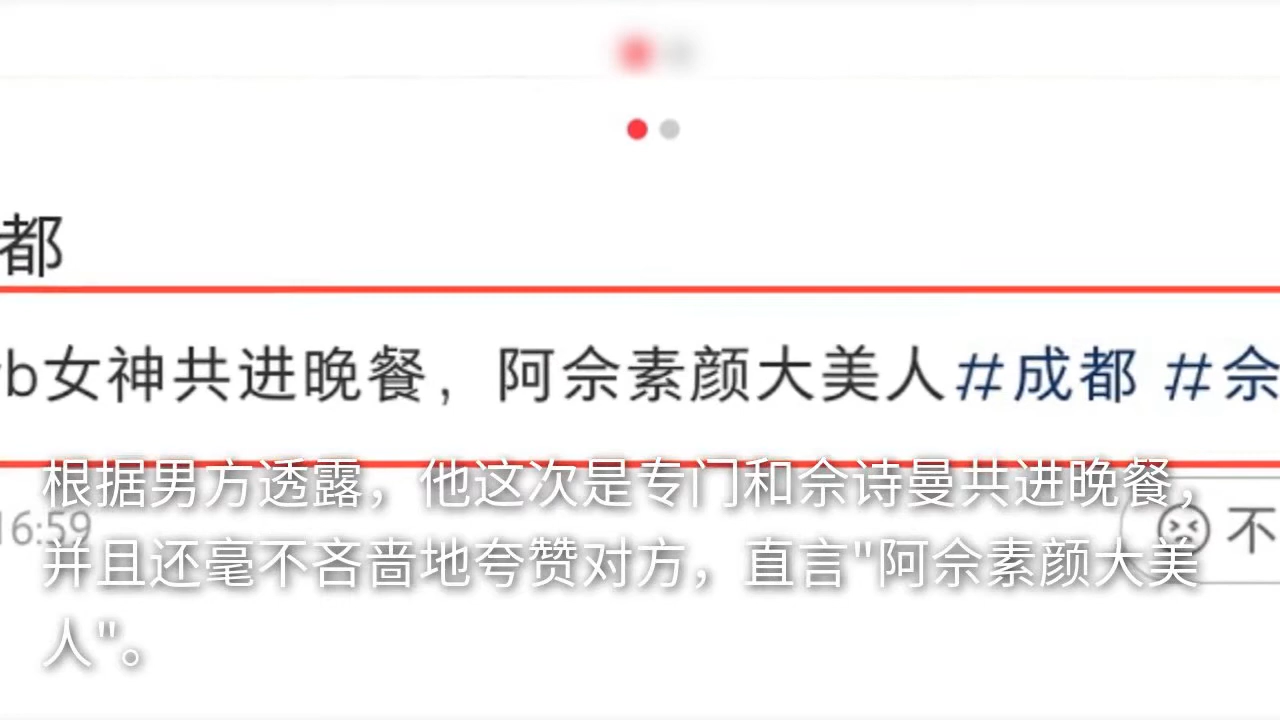 都
vb女神共进晚餐，阿佘素颜大美人#成都 #佘
根据男方透露，他这次是专门和佘诗曼共进晚餐，
16:59
不
并且还毫不吝啬地夸赞对方，直言"阿佘素颜大美
人"。